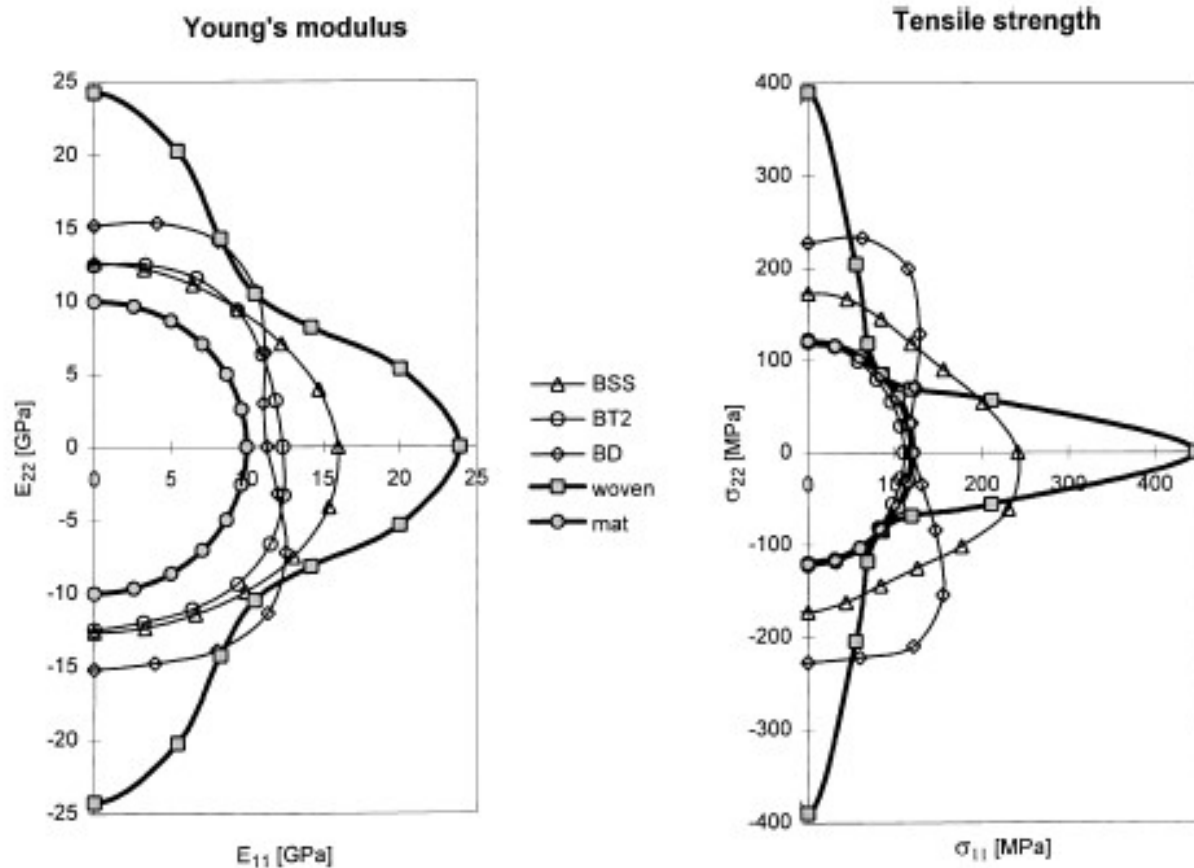 Young's modulus
25
20
15
10
5
0
-5
-10
-15
-20
-25
E22 [GPa]
0 5 10 15 20 25
E11 [GPa]
BSS
BT2
BD
woven
mat
Tensile strength
400
300
200
100
0
-100
-200
-300
-400
σ22 [MPa]
0 100 200 300 400
σ11 [MPa]